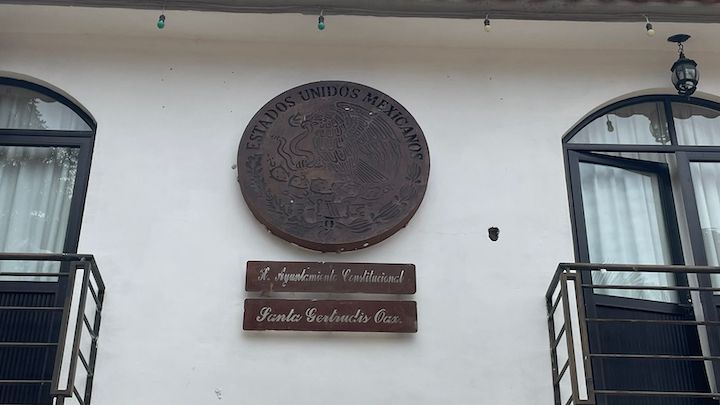 ESTADOS UNIDOS MEXICANOS
H. Ayuntamiento Constitucional
Santa Gertrudis Oax.